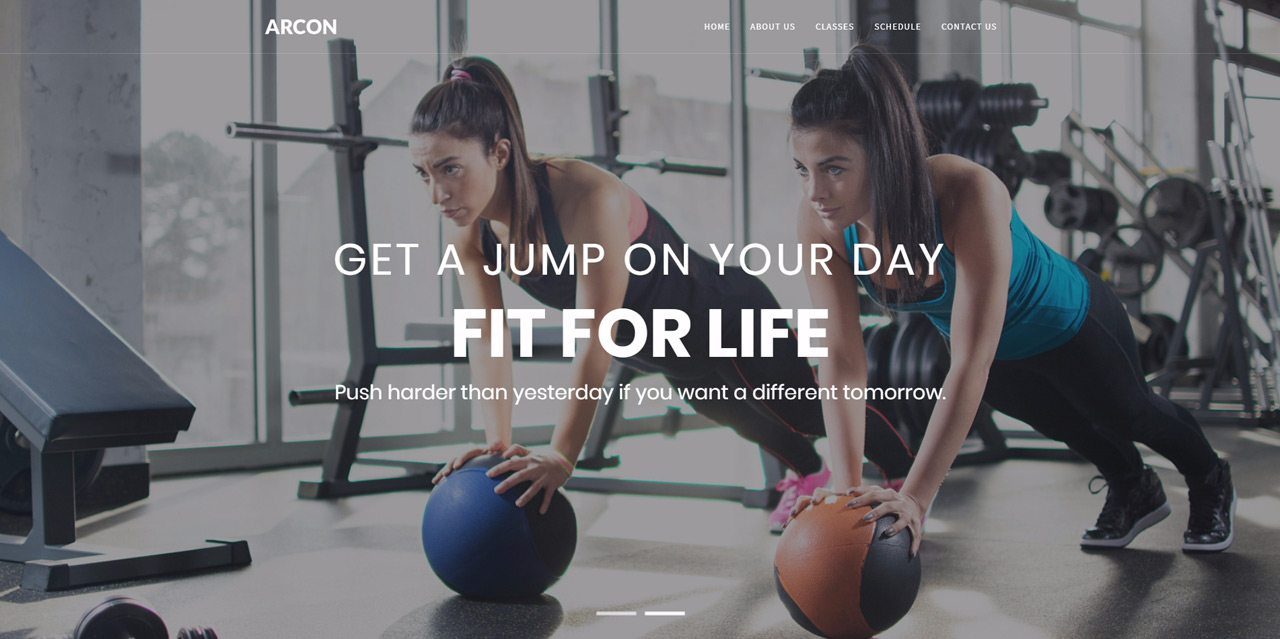 ARCON
HOME ABOUT US CLASSES SCHEDULE CONTACT US
GET A JUMP ON YOUR DAY
FIT FOR LIFE
Push harder than yesterday if you want a different tomorrow.